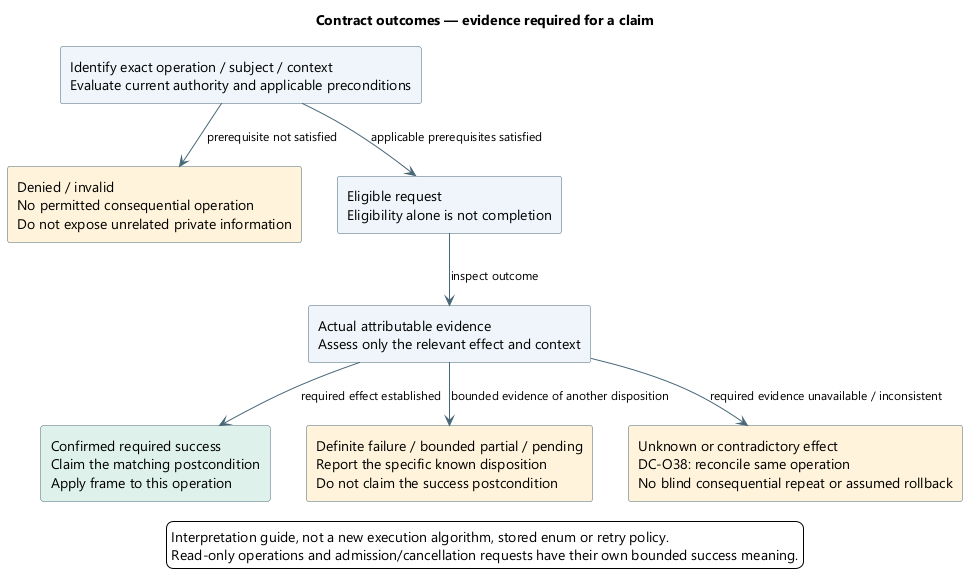 Contract outcomes — evidence required for a claim
Identify exact operation / subject / context
Evaluate current authority and applicable preconditions
prerequisite not satisfied
applicable prerequisites satisfied
Denied / invalid
No permitted consequential operation
Do not expose unrelated private information
Eligible request
Eligibility alone is not completion
inspect outcome
Actual attributable evidence
Assess only the relevant effect and context
required effect established
bounded evidence of another disposition
required evidence unavailable / inconsistent
Confirmed required success
Claim the matching postcondition
Apply frame to this operation
Definite failure / bounded partial / pending
Report the specific known disposition
Do not claim the success postcondition
Unknown or contradictory effect
DC-O38: reconcile same operation
No blind consequential repeat or assumed rollback
Interpretation guide, not a new execution algorithm, stored enum or retry policy.
Read-only operations and admission/cancellation requests have their own bounded success meaning.